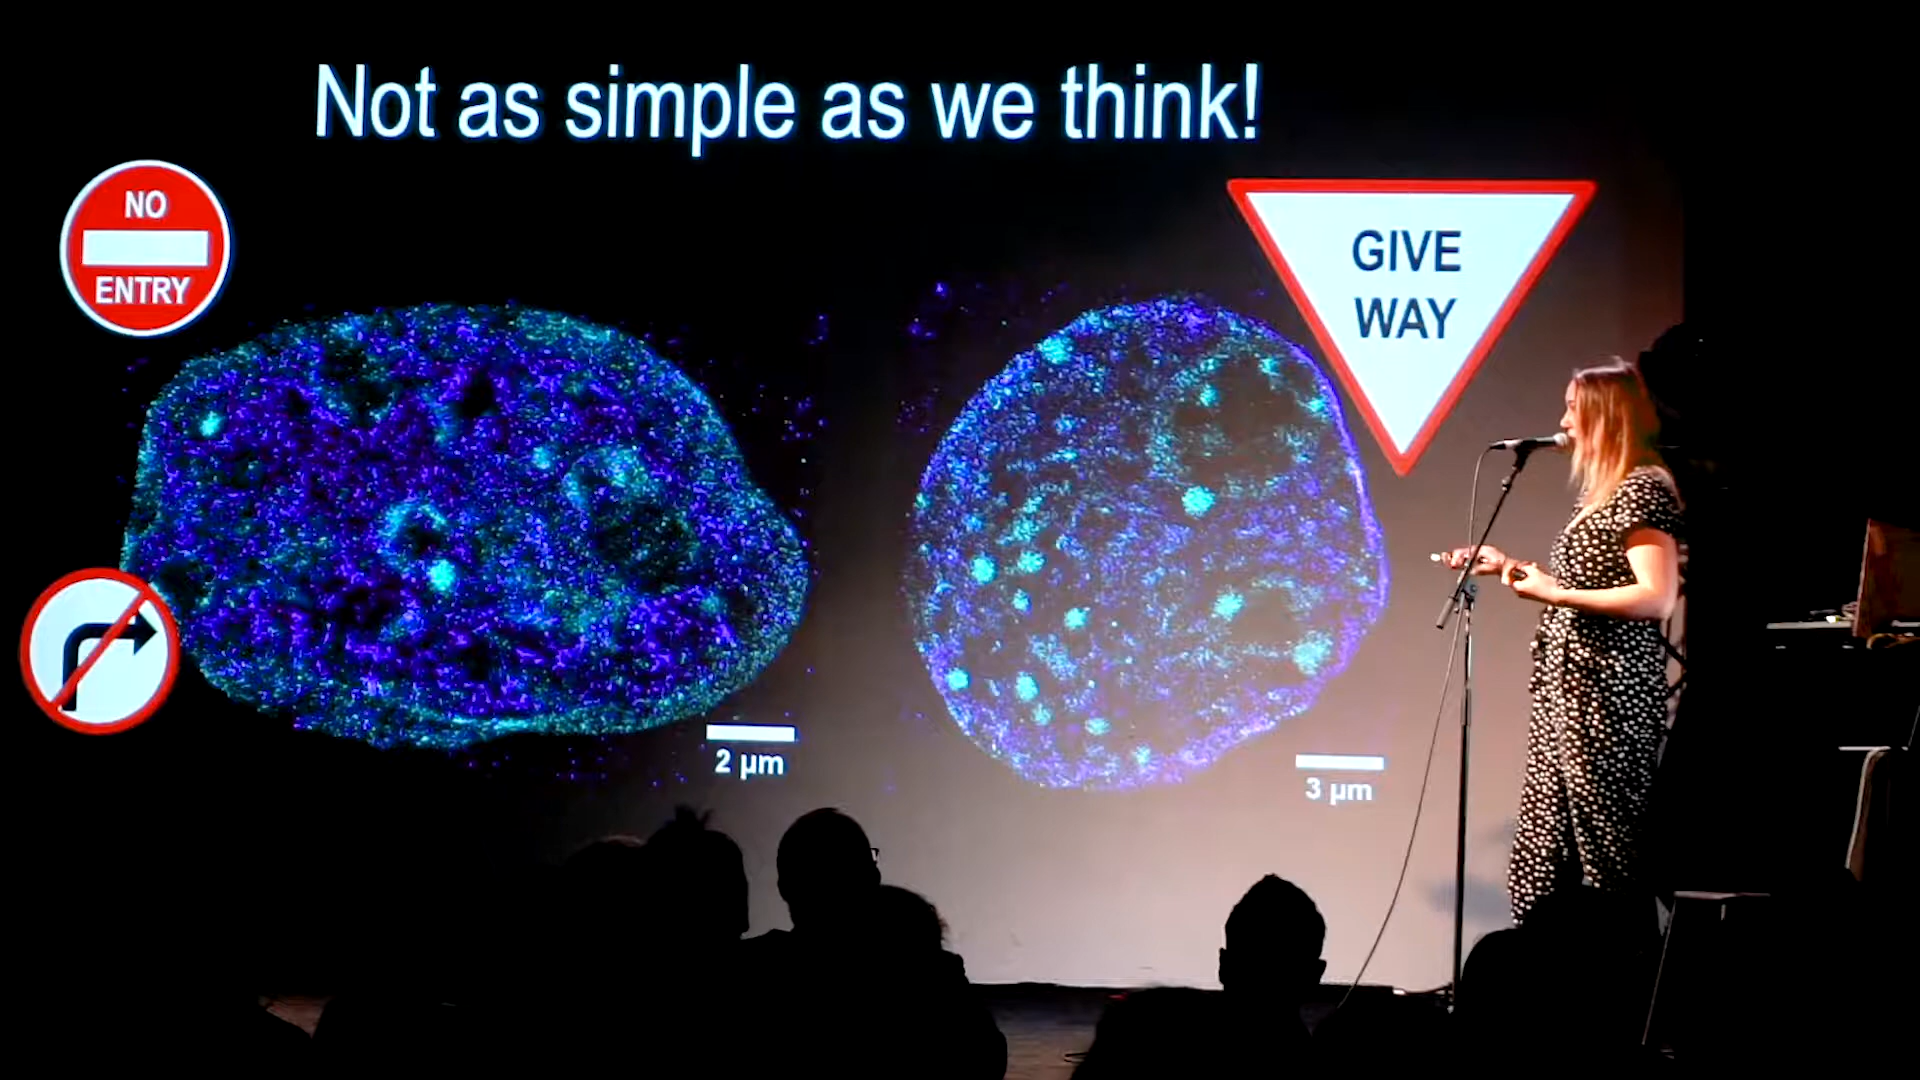 Not as simple as we think!
NO
ENTRY
GIVE
WAY
2 µm
3 µm